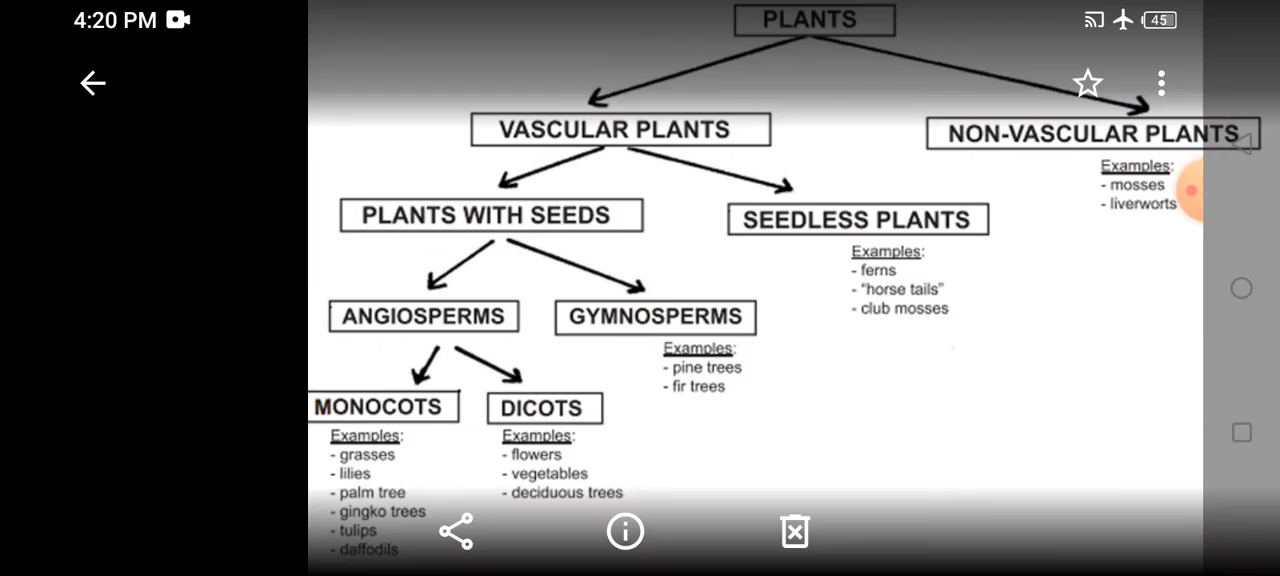 4:20 PM
45
PLANTS
VASCULAR PLANTS
NON-VASCULAR PLANTS
Examples:
- mosses
- liverworts
PLANTS WITH SEEDS
SEEDLESS PLANTS
Examples:
- ferns
- “horse tails”
- club mosses
ANGIOSPERMS
GYMNOSPERMS
Examples:
- pine trees
- fir trees
MONOCOTS
Examples:
- grasses
- lilies
- palm tree
- gingko trees
- tulips
- daffodils
DICOTS
Examples:
- flowers
- vegetables
- deciduous trees